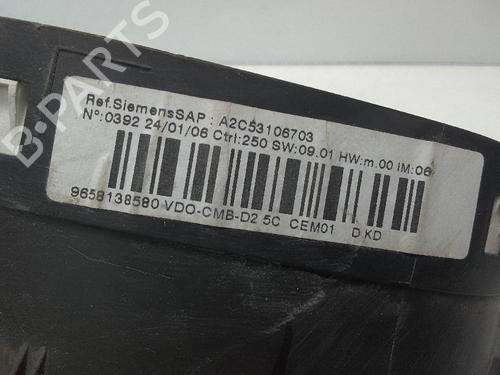 B-PARTS
Ref.SiemensSAP : A2C53106703
Nº:0392 24/01/06 Ctrl:250 SW:09.01 HW:m.00 IM:06
9658138580 VDO-CMB-D2 5C CEM01 D.KD